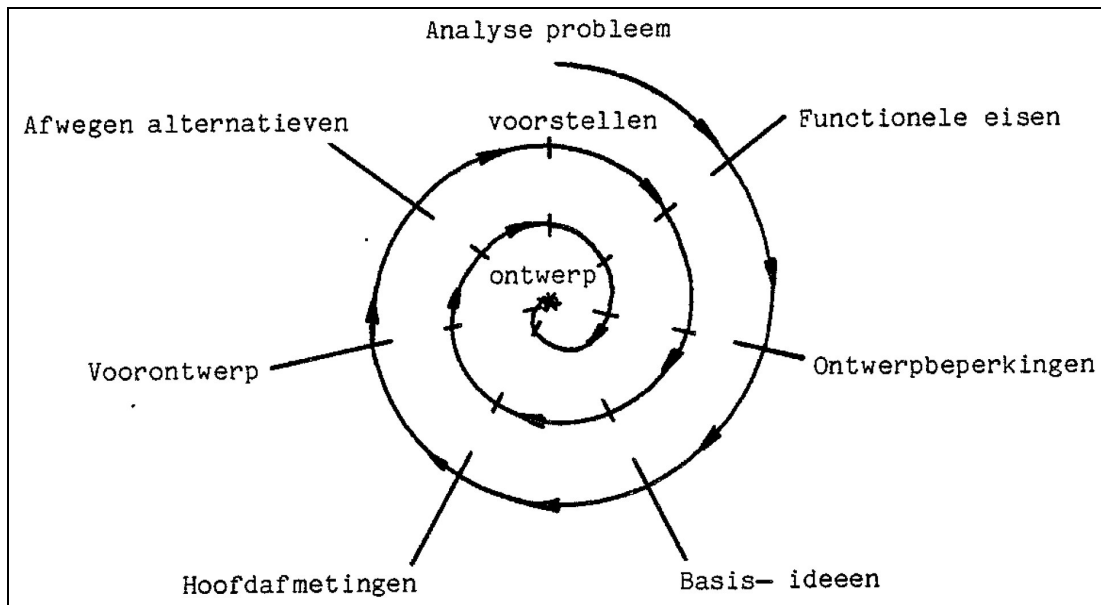 Analyse probleem
Afwegen alternatieven
voorstellen
Functionele eisen
ontwerp
Voorontwerp
Ontwerpbeperkingen
Hoofdafmetingen
Basis- ideeen